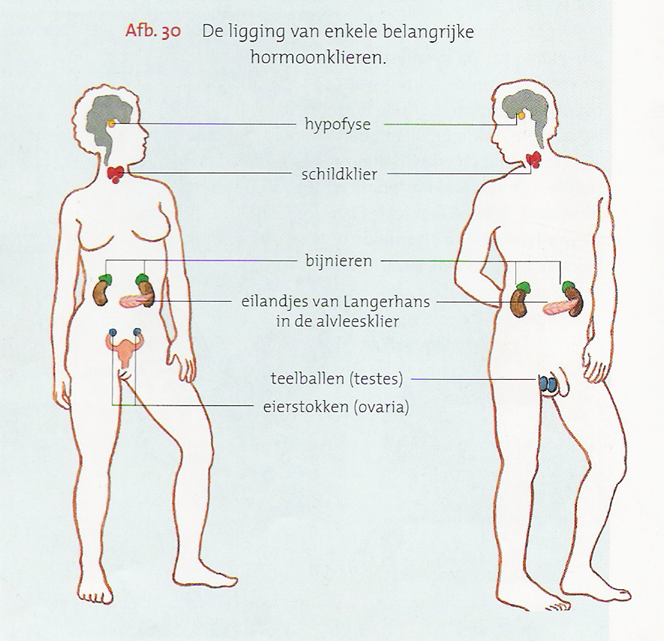 Afb. 30 De ligging van enkele belangrijke
hormoonklieren.
hypofyse
schildklier
bijnieren
eilandjes van Langerhans
in de alvleesklier
teelballen (testes)
eierstokken (ovaria)